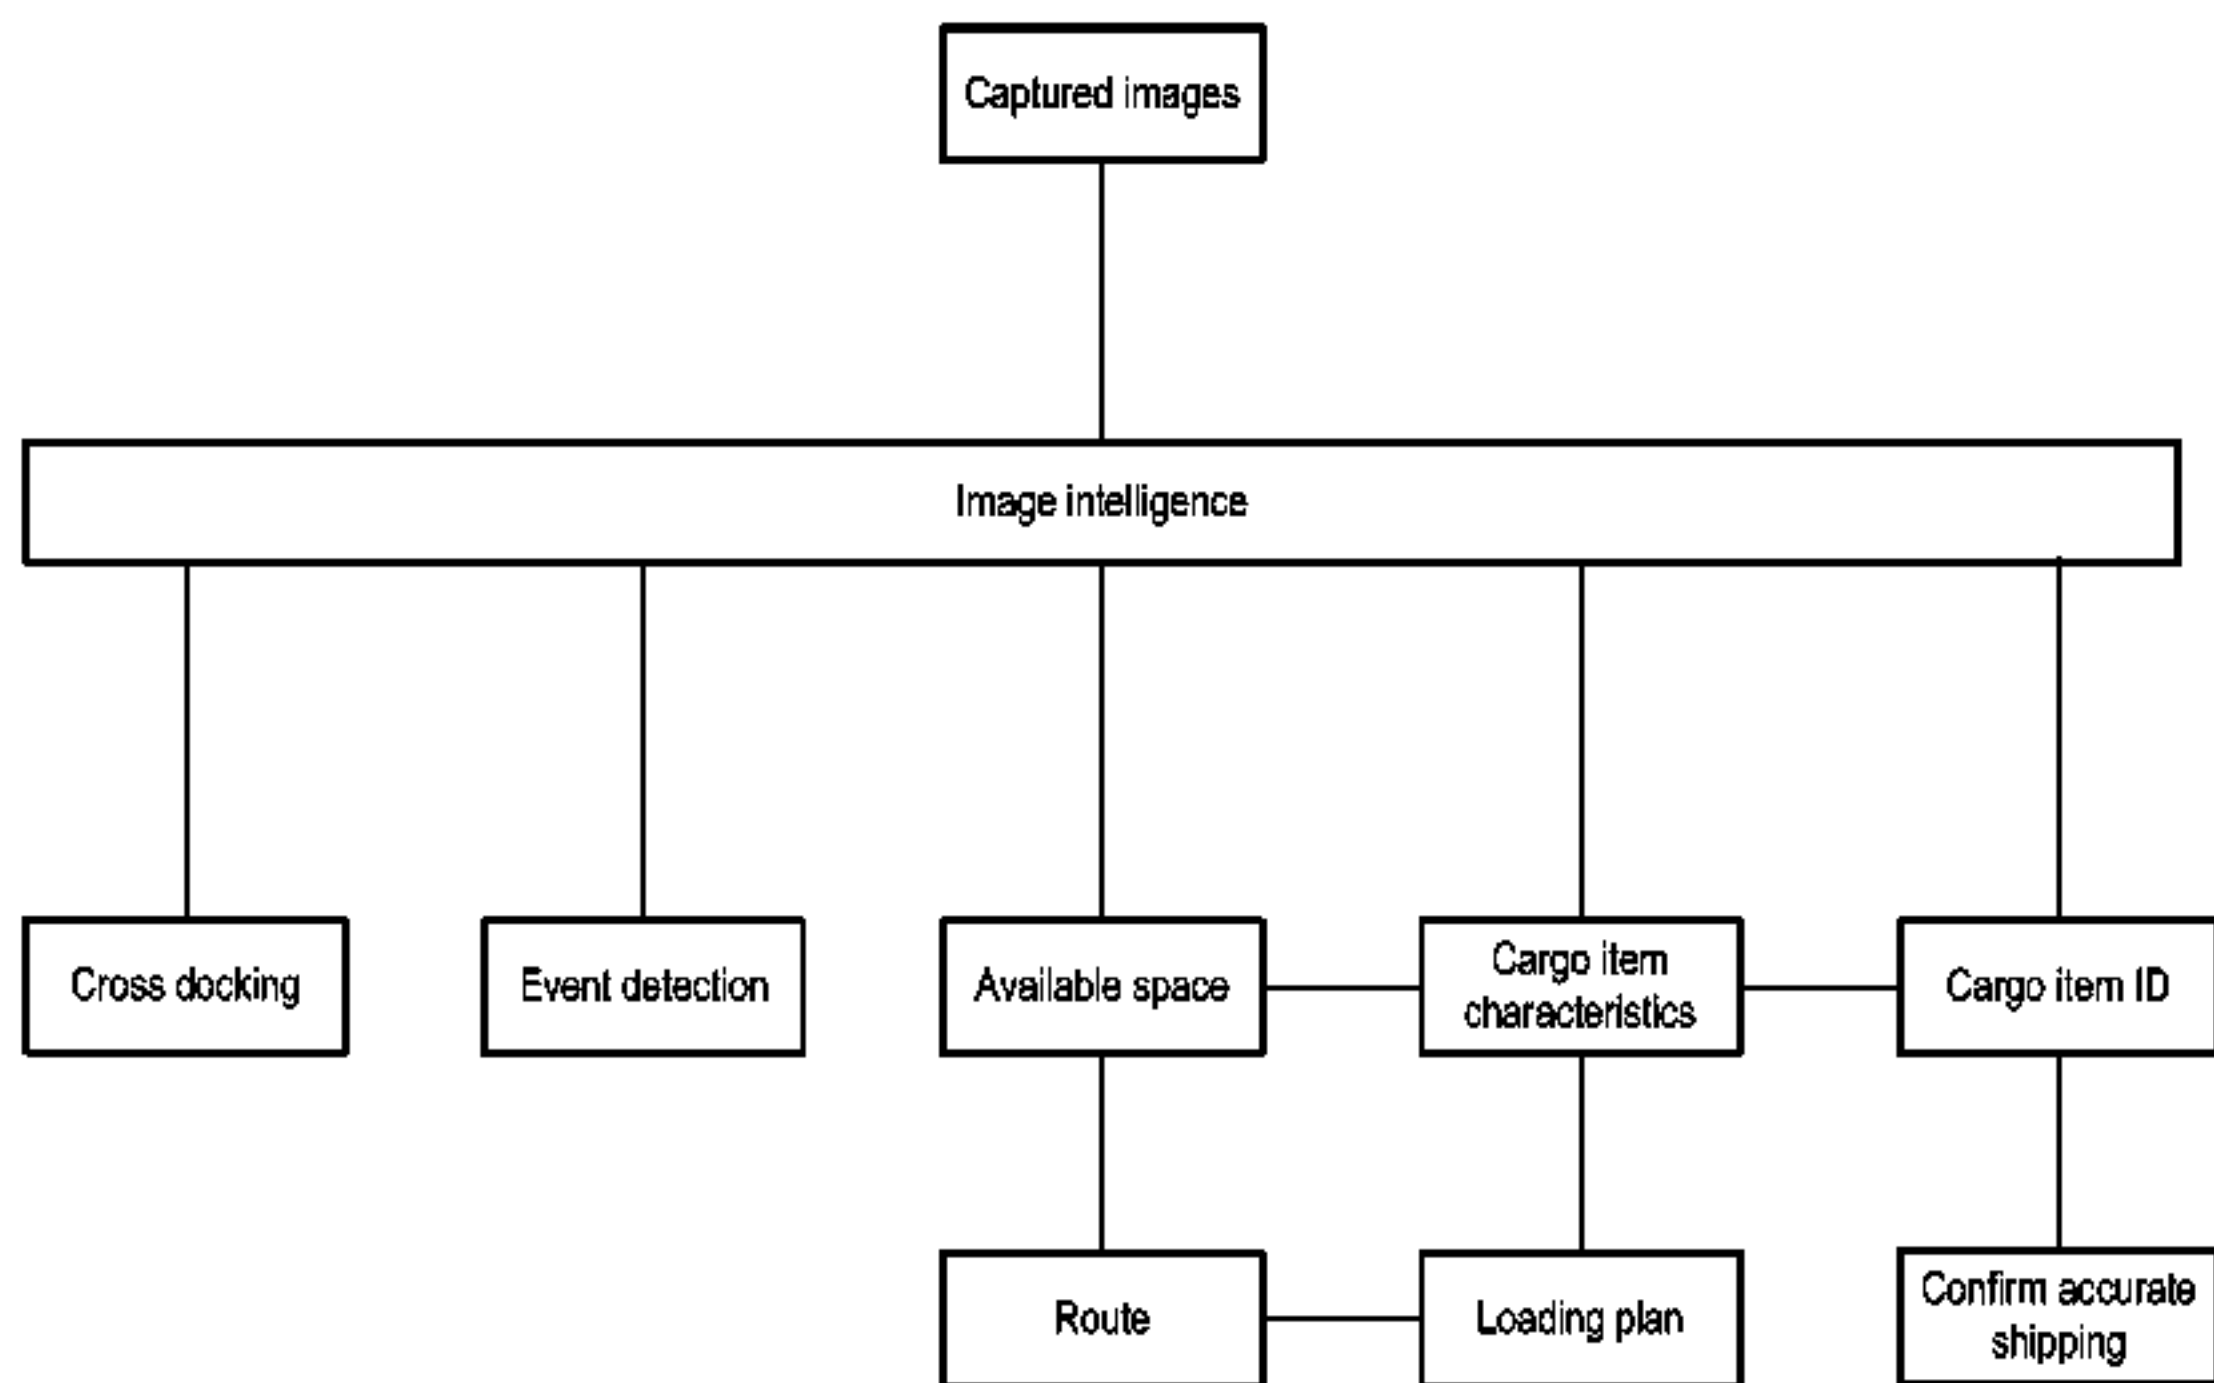 Captured images
Image intelligence
Cross docking
Event detection
Available space
Cargo item
characteristics
Cargo item ID
Route
Loading plan
Confirm accurate
shipping